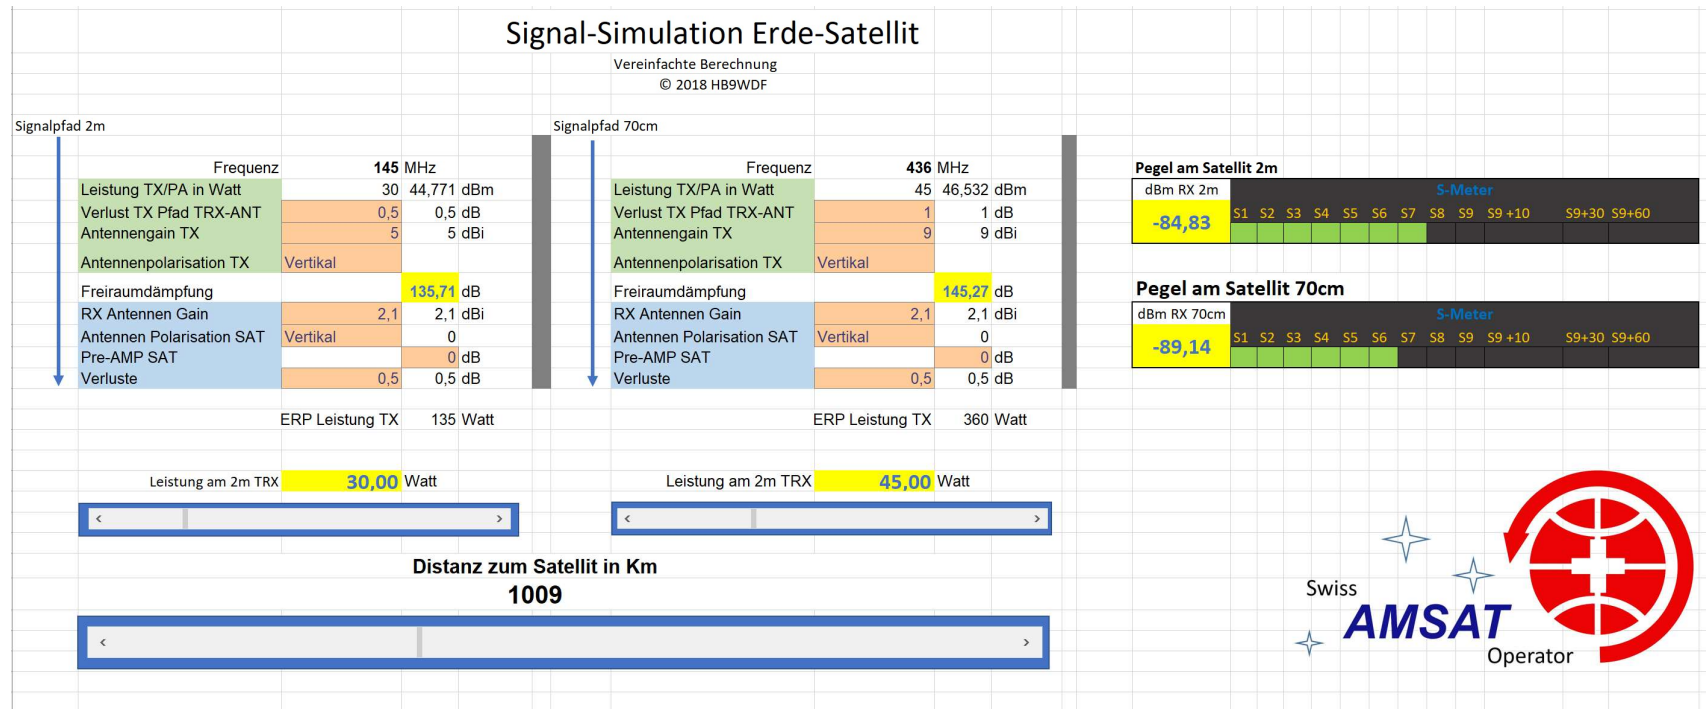 Signal-Simulation Erde-Satellit
Vereinfachte Berechnung
© 2018 HB9WDF
Signalpfad 2m
Frequenz 145 MHz
Leistung TX/PA in Watt 30 44,771 dBm
Verlust TX Pfad TRX-ANT 0,5 0,5 dB
Antennengain TX 5 5 dBi
Antennenpolarisation TX Vertikal
Freiraumdämpfung 135,71 dB
RX Antennen Gain 2,1 2,1 dBi
Antennen Polarisation SAT Vertikal 0
Pre-AMP SAT 0 dB
Verluste 0,5 0,5 dB
ERP Leistung TX 135 Watt
Leistung am 2m TRX 30,00 Watt
< >
Signalpfad 70cm
Frequenz 436 MHz
Leistung TX/PA in Watt 45 46,532 dBm
Verlust TX Pfad TRX-ANT 1 1 dB
Antennengain TX 9 9 dBi
Antennenpolarisation TX Vertikal
Freiraumdämpfung 145,27 dB
RX Antennen Gain 2,1 2,1 dBi
Antennen Polarisation SAT Vertikal 0
Pre-AMP SAT 0 dB
Verluste 0,5 0,5 dB
ERP Leistung TX 360 Watt
Leistung am 2m TRX 45,00 Watt
< >
Distanz zum Satellit in Km
1009
< >
Pegel am Satellit 2m
dBm RX 2m S-Meter
-84,83 S1 S2 S3 S4 S5 S6 S7 S8 S9 S9 +10 S9+30 S9+60
Pegel am Satellit 70cm
dBm RX 70cm S-Meter
-89,14 S1 S2 S3 S4 S5 S6 S7 S8 S9 S9 +10 S9+30 S9+60
Swiss
AMSAT
Operator